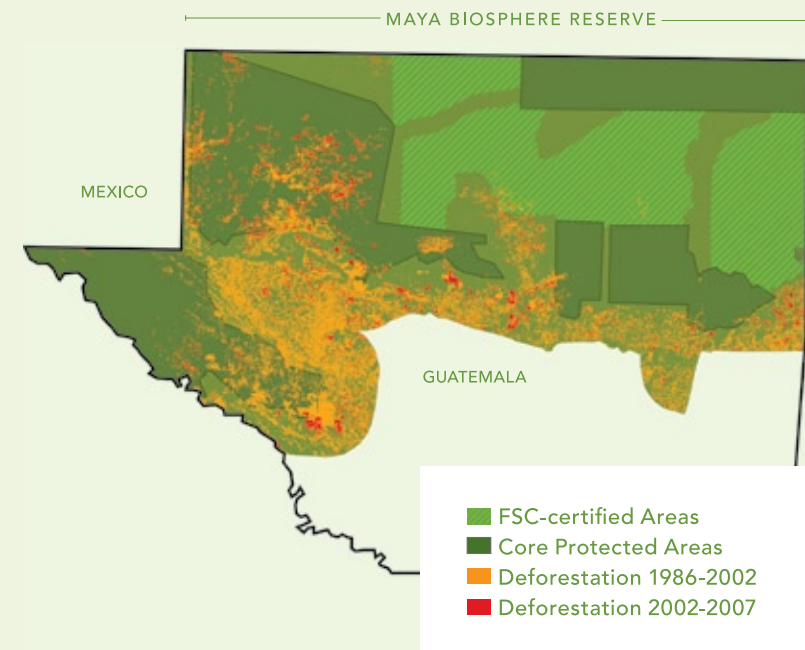 MAYA BIOSPHERE RESERVE
MEXICO
GUATEMALA
FSC-certified Areas
Core Protected Areas
Deforestation 1986-2002
Deforestation 2002-2007